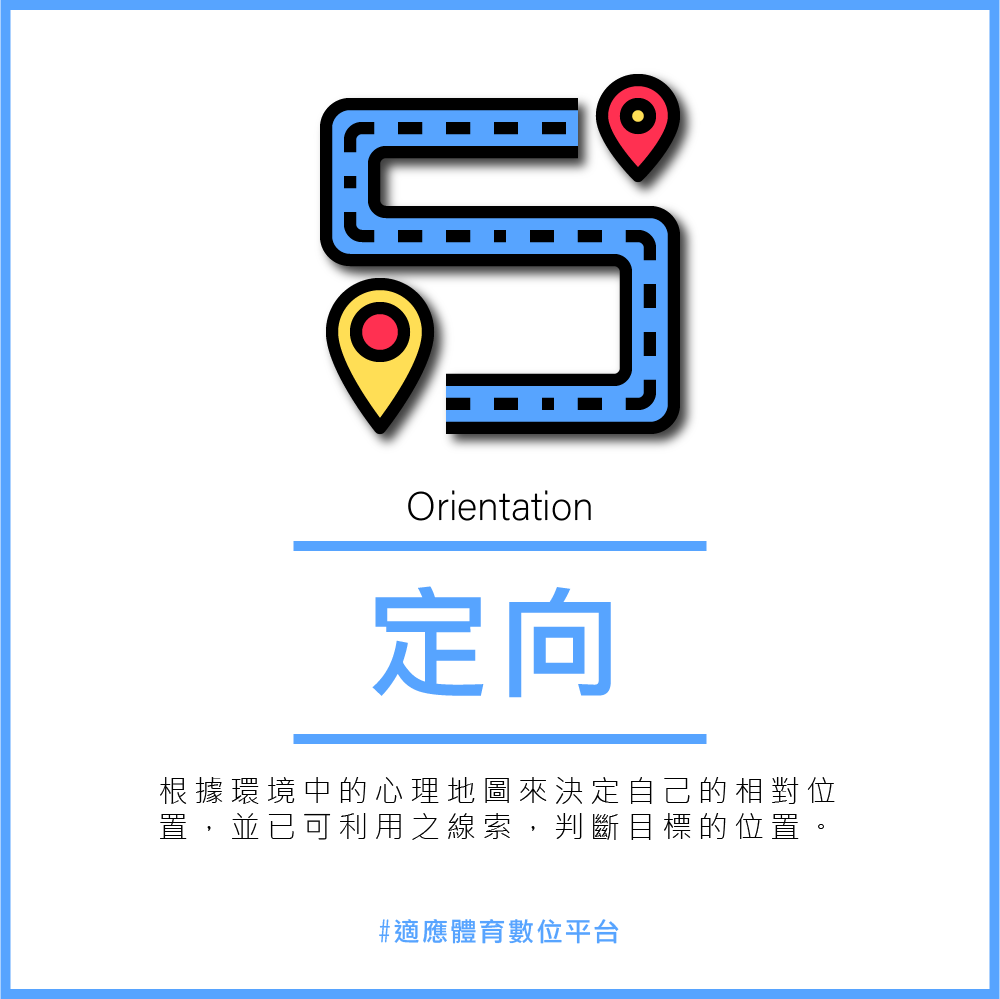 Orientation
定向
根據環境中的心理地圖來決定自己的相對位
置，並已可利用之線索，判斷目標的位置。
#適應體育數位平台